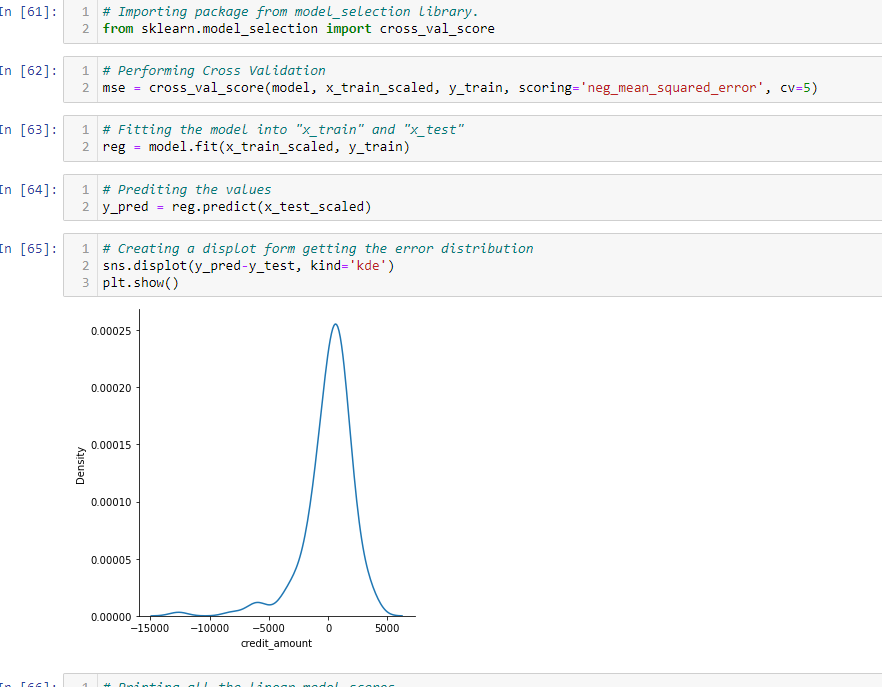 In [61]:
1 # Importing package from model_selection library.
2 from sklearn.model_selection import cross_val_score
In [62]:
1 # Performing Cross Validation
2 mse = cross_val_score(model, x_train_scaled, y_train, scoring='neg_mean_squared_error', cv=5)
In [63]:
1 # Fitting the model into "x_train" and "x_test"
2 reg = model.fit(x_train_scaled, y_train)
In [64]:
1 # Prediting the values
2 y_pred = reg.predict(x_test_scaled)
In [65]:
1 # Creating a displot form getting the error distribution
2 sns.displot(y_pred-y_test, kind='kde')
3 plt.show()
0.00025
0.00020
0.00015
Density
0.00010
0.00005
0.00000
−15000 −10000 −5000 0 5000
credit_amount
In [66]:
1 # Printing all the linear model scores